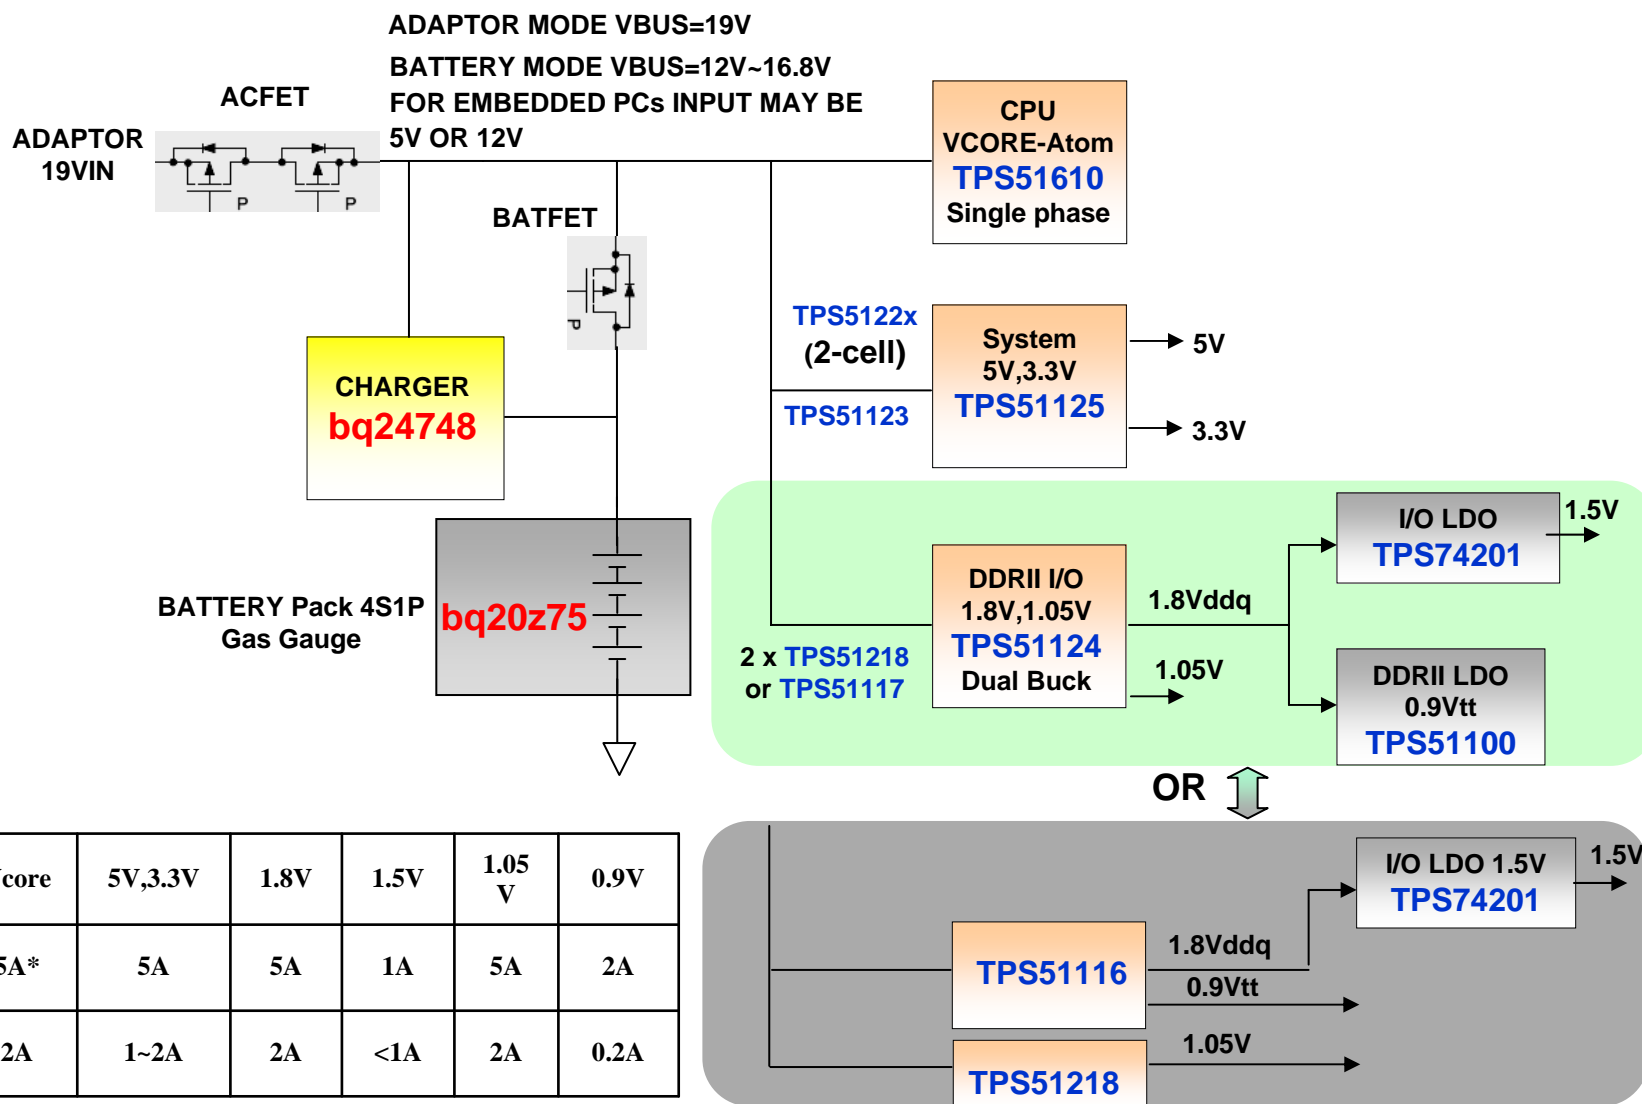 ADAPTOR MODE VBUS=19V
BATTERY MODE VBUS=12V~16.8V
FOR EMBEDDED PCs INPUT MAY BE
5V OR 12V
ACFET
ADAPTOR
19VIN
P
P
BATFET
P
CPU
VCORE-Atom
TPS51610
Single phase
TPS5122x
(2-cell)
TPS51123
System
5V,3.3V
TPS51125
5V
3.3V
CHARGER
bq24748
BATTERY Pack 4S1P
Gas Gauge
bq20z75
2 x TPS51218
or TPS51117
DDRII I/O
1.8V,1.05V
TPS51124
Dual Buck
1.8Vddq
1.05V
I/O LDO
TPS74201
1.5V
DDRII LDO
0.9Vtt
TPS51100
OR
I/O LDO 1.5V
TPS74201
1.5V
TPS51116
1.8Vddq
0.9Vtt
1.05V
TPS51218
core 5V,3.3V 1.8V 1.5V 1.05 V 0.9V
5A* 5A 5A 1A 5A 2A
2A 1~2A 2A <1A 2A 0.2A